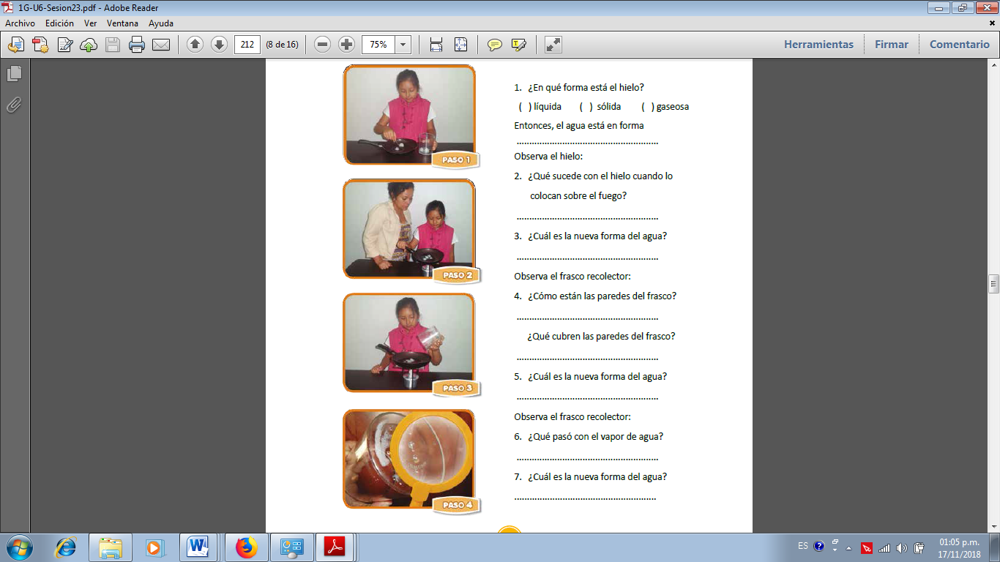 1G-U6-Sesion23.pdf - Adobe Reader
Archivo Edición Ver Ventana Ayuda
212 (8 de 16) 75% Herramientas Firmar Comentario
PASO 1
PASO 2
PASO 3
PASO 4
1. ¿En qué forma está el hielo?
( ) líquida ( ) sólida ( ) gaseosa
Entonces, el agua está en forma
........................................................
Observa el hielo:
2. ¿Qué sucede con el hielo cuando lo
colocan sobre el fuego?
........................................................
3. ¿Cuál es la nueva forma del agua?
........................................................
Observa el frasco recolector:
4. ¿Cómo están las paredes del frasco?
........................................................
¿Qué cubren las paredes del frasco?
........................................................
5. ¿Cuál es la nueva forma del agua?
........................................................
Observa el frasco recolector:
6. ¿Qué pasó con el vapor de agua?
........................................................
7. ¿Cuál es la nueva forma del agua?
........................................................
ES 01:05 p.m.
17/11/2018